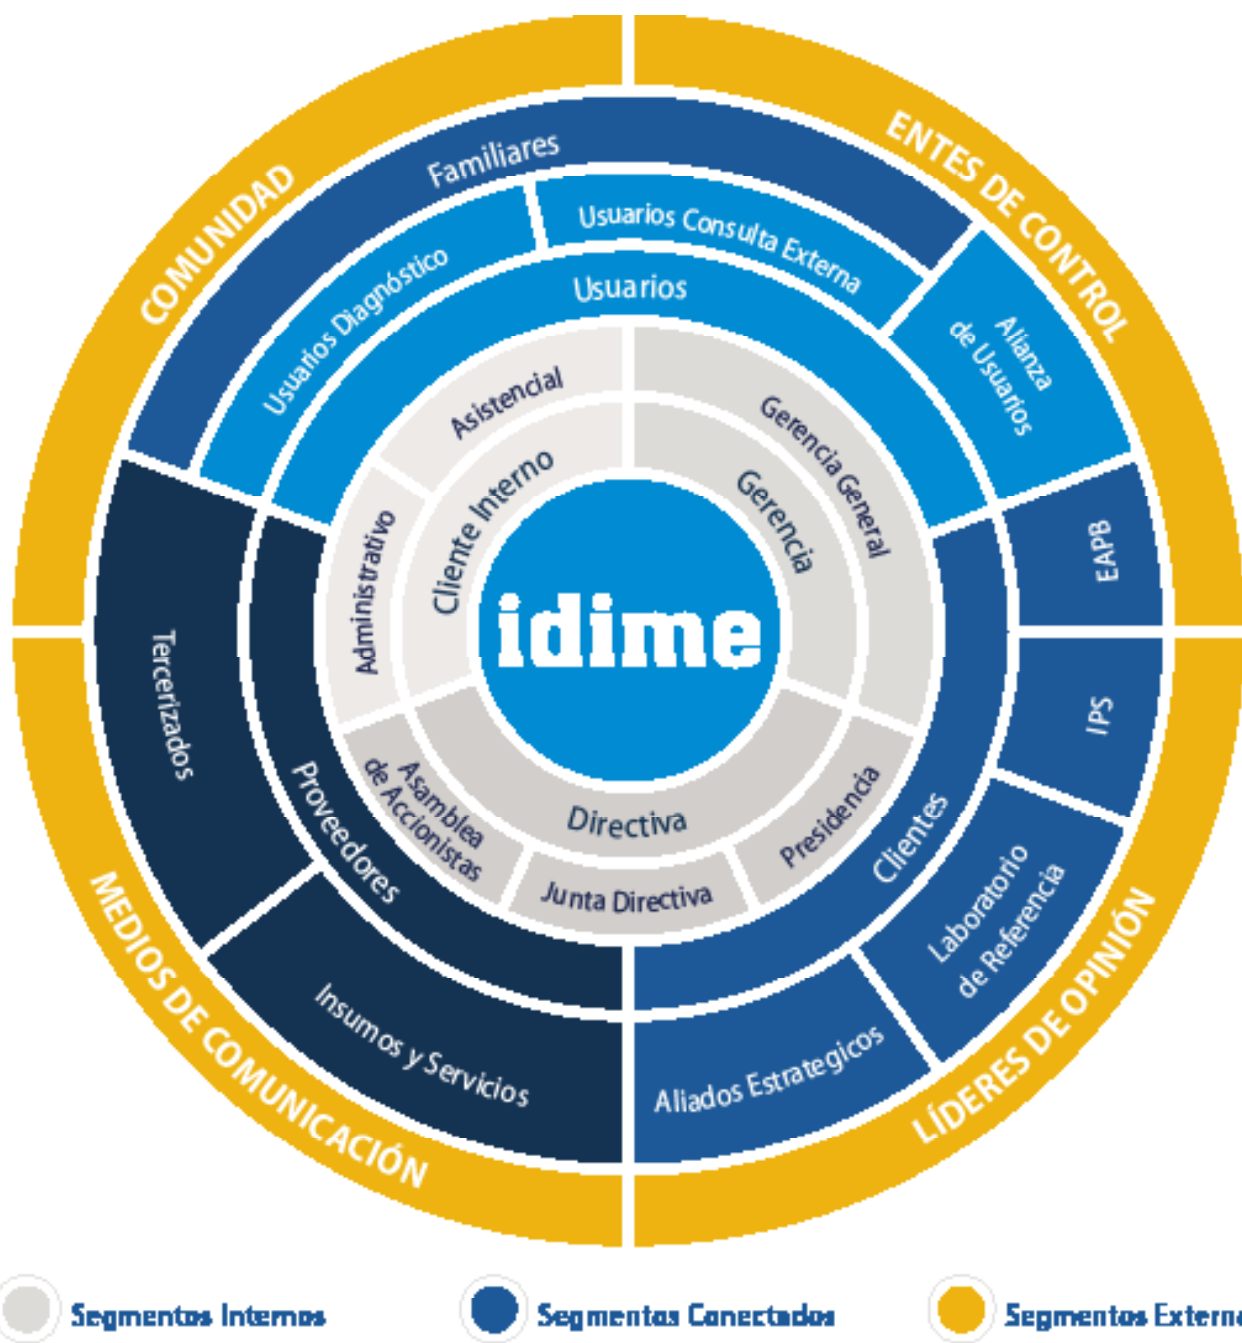 COMUNIDAD
ENTES DE CONTROL
Familiares
Usuarios Diagnóstico
Usuarios Consulta Externa
Alianza
de Usuarios
Usuarios
Asistencial
Administrativo
Cliente Interno
Gerencia General
Gerencia
idime
EAPB
IPS
Laboratorio
de Referencia
Aliados Estrategicos
Clientes
Directiva
Asamblea
de Accionistas
Junta Directiva
Presidencia
Proveedores
Tercerizados
Insumos y Servicios
MEDIOS DE COMUNICACIÓN
LÍDERES DE OPINIÓN
Segmentos Internos
Segmentos Conectados
Segmentos Extern